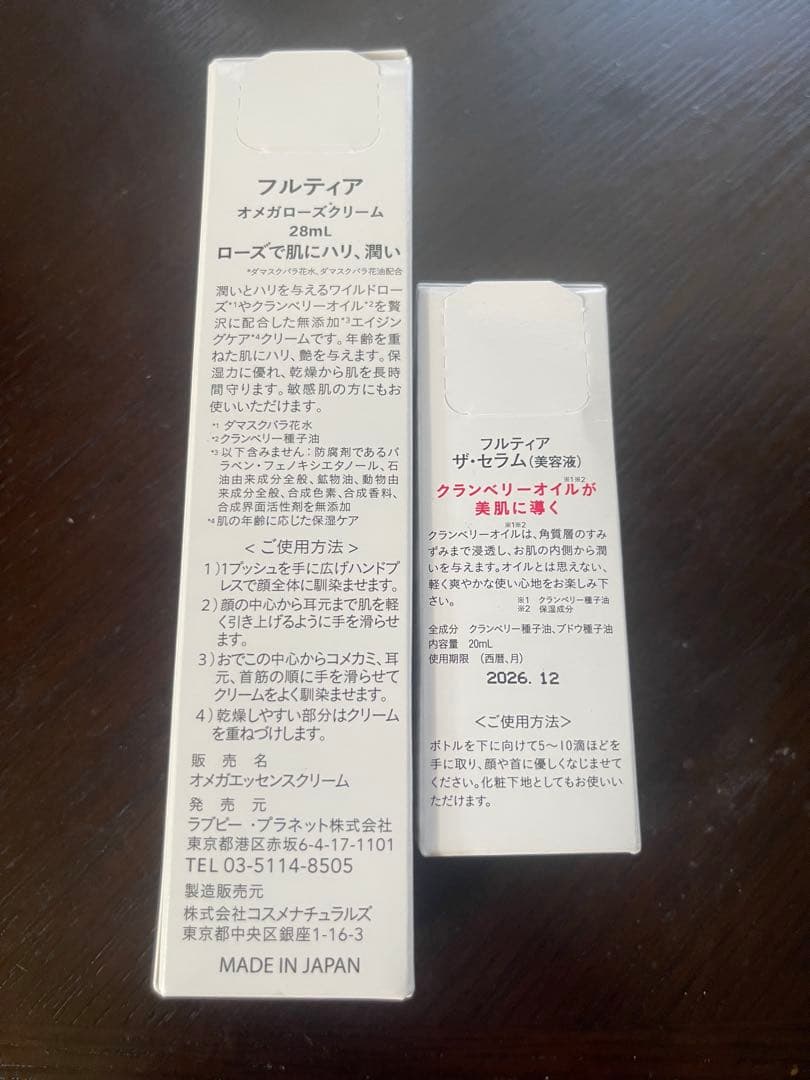 フルティア
オメガローズクリーム
28mL
ローズで肌にハリ、潤い
*ダマスクバラ花水、ダマスクバラ花油配合
潤いとハリを与えるワイルドロー
ズ*1やクランベリーオイル*2を贅
沢に配合した無添加*3エイジン
グケア*4クリームです。年齢を重
ねた肌にハリ、艶を与えます。保
湿力に優れ、乾燥から肌を長時
間守ります。敏感肌の方にもお
使いいただけます。
*1 ダマスクバラ花水
*2クランベリー種子油
*3 以下含みません:防腐剤であるパ
ラベン・フェノキシエタノール、石
油由来成分全般、鉱物油、動物由
来成分全般、合成色素、合成香料、
合成界面活性剤を無添加
*4 肌の年齢に応じた保湿ケア
<ご使用方法>
1)1プッシュを手に広げハンドプ
レスで顔全体に馴染ませます。
2)顔の中心から耳元まで肌を軽
く引き上げるように手を滑らせ
ます。
3)おでこの中心からコメカミ、耳
元、首筋の順に手を滑らせて
クリームをよく馴染ませます。
4)乾燥しやすい部分はクリーム
を重ねづけします。
販売名
オメガエッセンスクリーム
発売元
ラブピー・プラネット株式会社
東京都港区赤坂6-4-17-1101
TEL 03-5114-8505
製造販売元
株式会社コスメナチュラルズ
東京都中央区銀座1-16-3
MADE IN JAPAN
フルティア
ザ・セラム(美容液)
クランベリーオイルが※1※2
美肌に導く
クランベリーオイル※1※2は、角質層のすみ
ずみまで浸透し、お肌の内側から潤
いを与えます。オイルとは思えない、
軽く爽やかな使い心地をお楽しみ下
さい。
※1 クランベリー種子油
※2 保湿成分
全成分 クランベリー種子油、ブドウ種子油
内容量 20mL
使用期限 (西暦、月)
2026.12
<ご使用方法>
ボトルを下に向けて5〜10滴ほどを
手に取り、顔や首に優しくなじませて
ください。化粧下地としてもお使いい
ただけます。